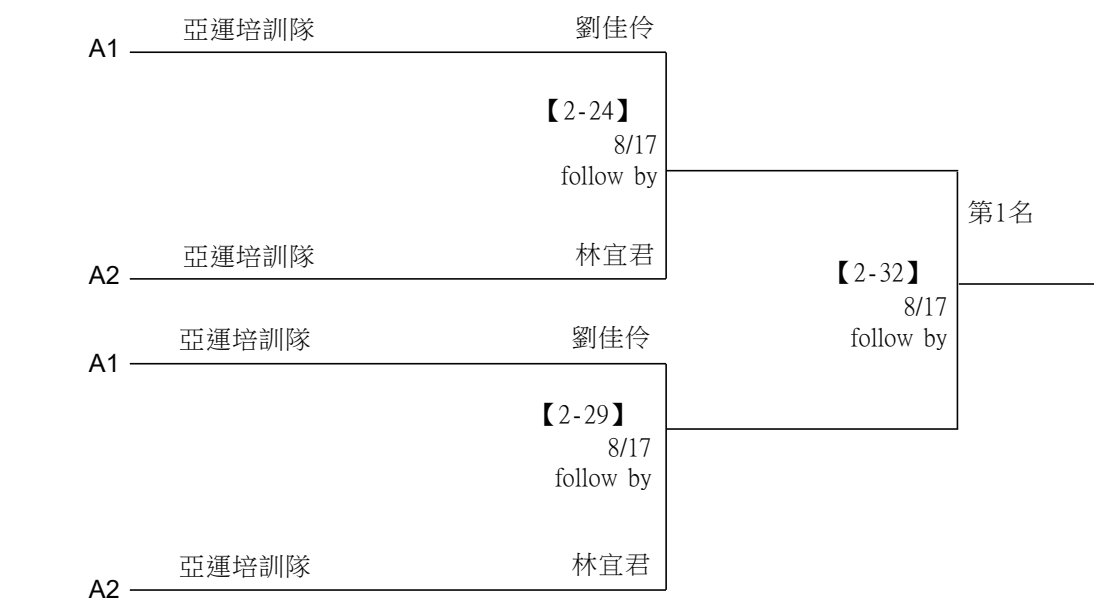 亞運培訓隊 劉佳伶
A1
【2-24】
8/17
follow by
第1名
亞運培訓隊 林宜君
A2
【2-32】
8/17
follow by
亞運培訓隊 劉佳伶
A1
【2-29】
8/17
follow by
亞運培訓隊 林宜君
A2